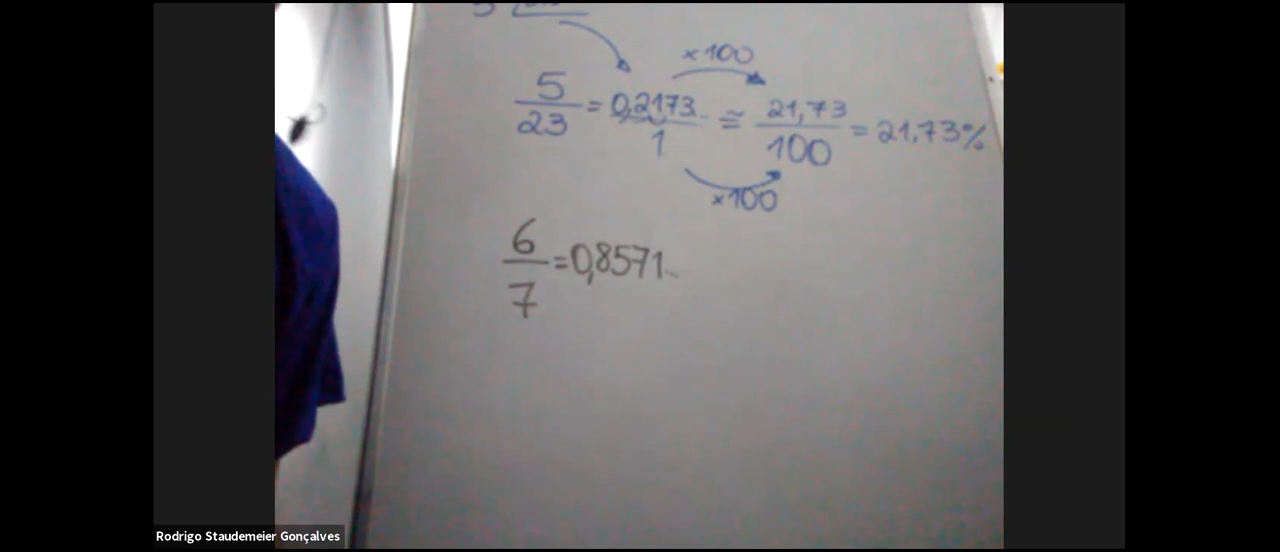 ×100
5/23 = 0,2173.. / 1 ≅ 21,73/100 = 21.73%
×100
6/7 = 0,8571..
Rodrigo Staudemeier Gonçalves